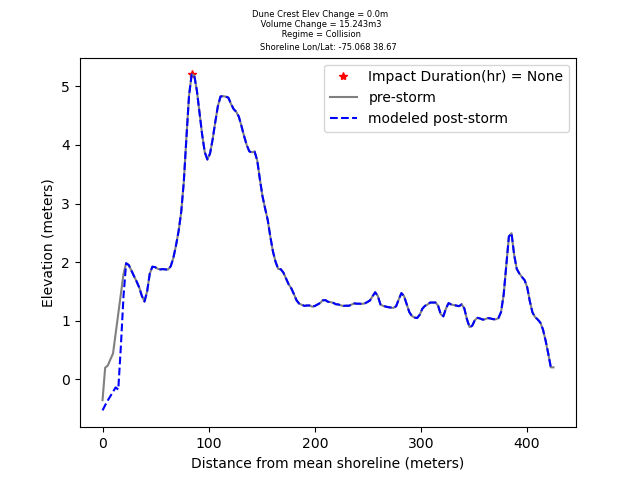 Dune Crest Elev Change = 0.0m
Volume Change = 15.243m3
Regime = Collision
Shoreline Lon/Lat: -75.068 38.67
Impact Duration(hr) = None
pre-storm
modeled post-storm
Elevation (meters)
5
4
3
2
1
0
0 100 200 300 400
Distance from mean shoreline (meters)